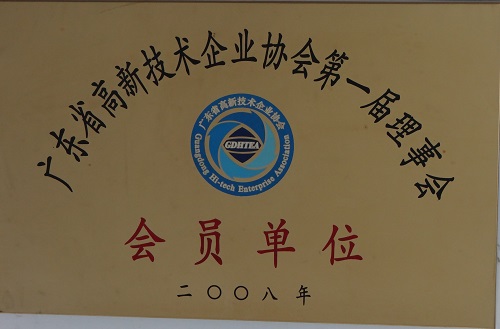 广东省高新技术企业协会第一届理事会
广东省高新技术企业协会
GDHTEA
Guangdong Hi-tech Enterprise Association
会员单位
二〇〇八年